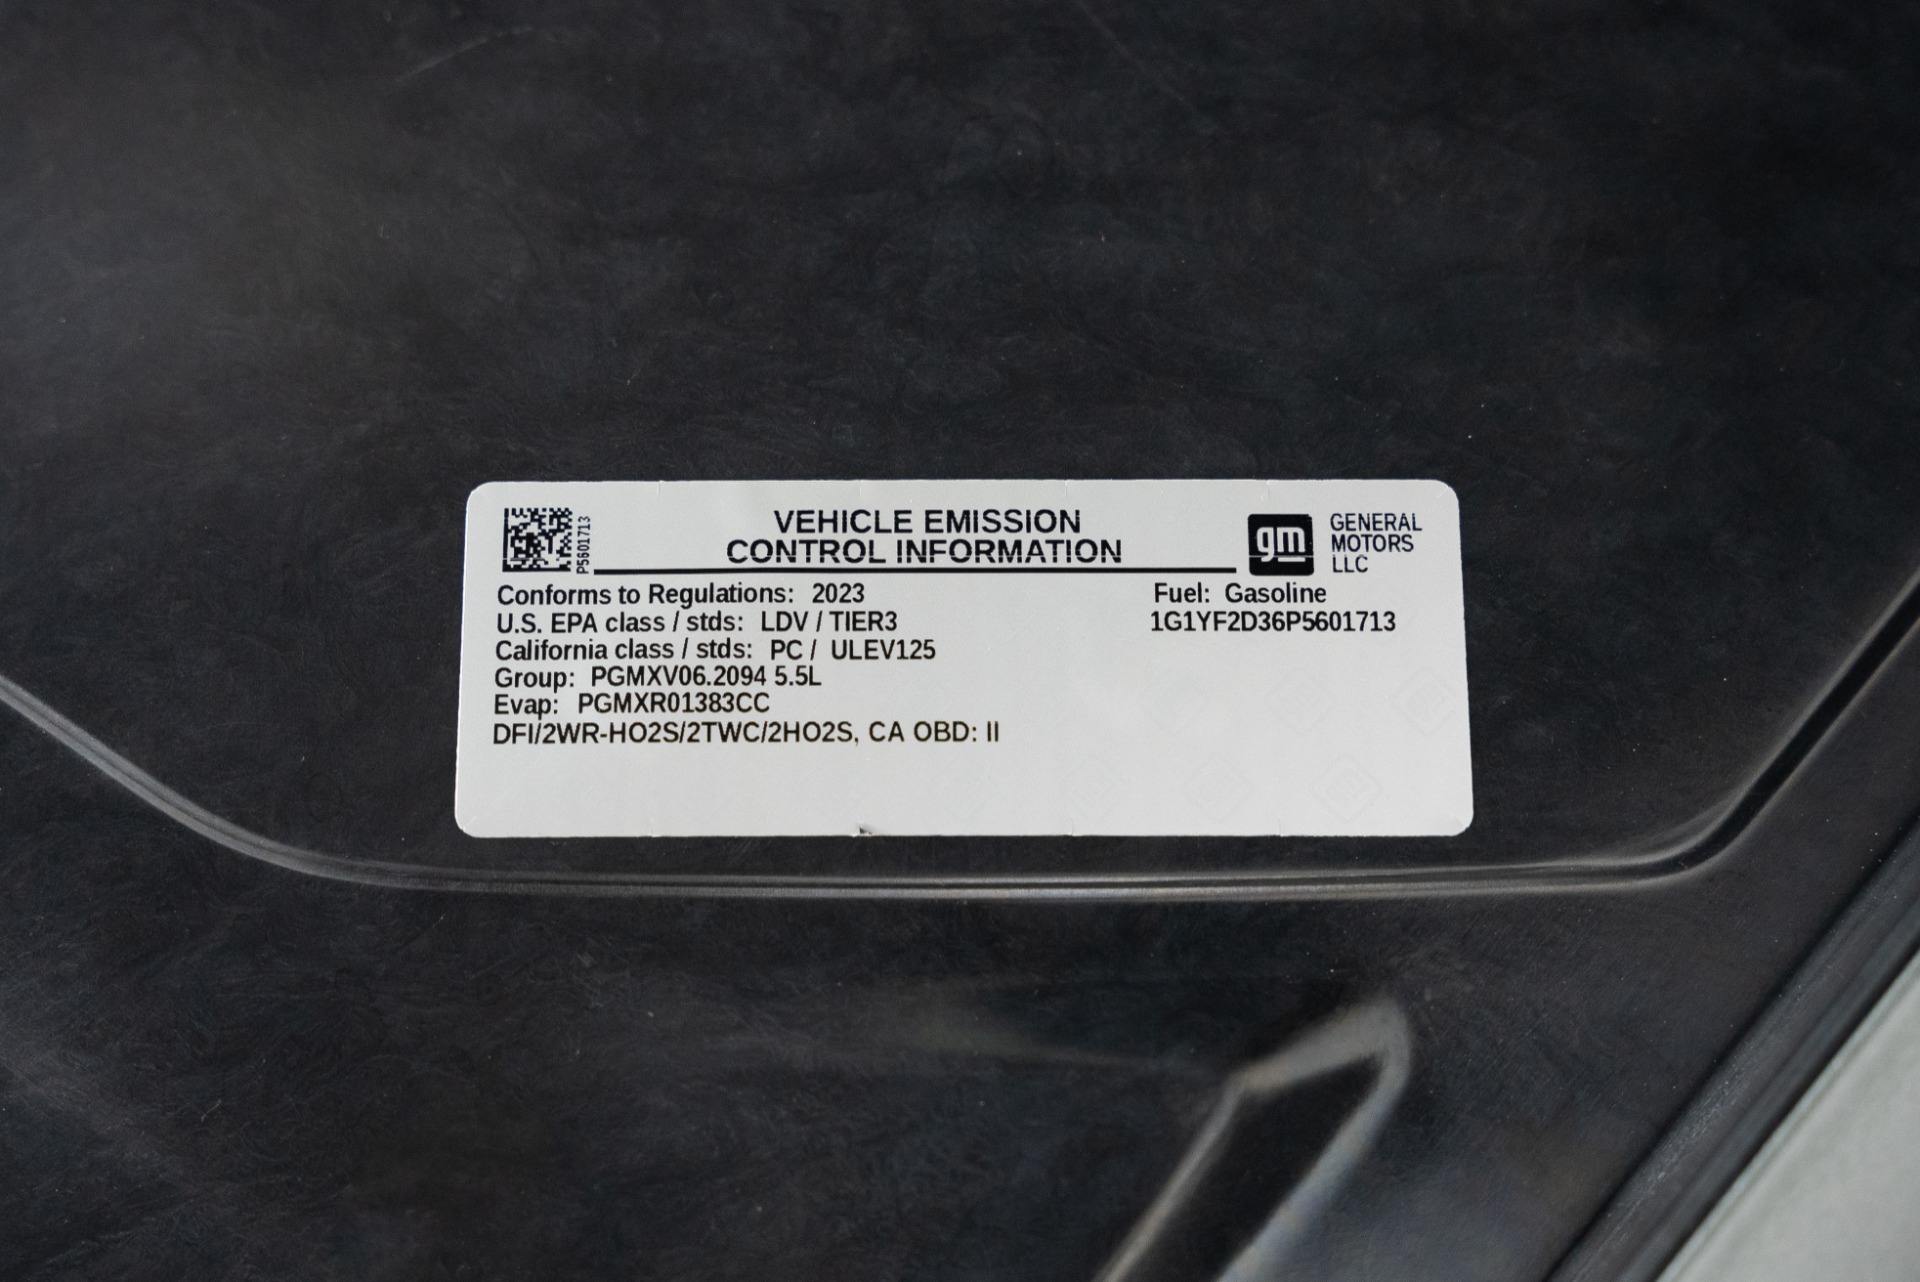 P5601713
VEHICLE EMISSION
CONTROL INFORMATION
gm
GENERAL
MOTORS
LLC
Conforms to Regulations: 2023
Fuel: Gasoline
U.S. EPA class / stds: LDV / TIER3
1G1YF2D36P5601713
California class / stds: PC / ULEV125
Group: PGMXV06.2094 5.5L
Evap: PGMXR01383CC
DFI/2WR-HO2S/2TWC/2HO2S, CA OBD: II